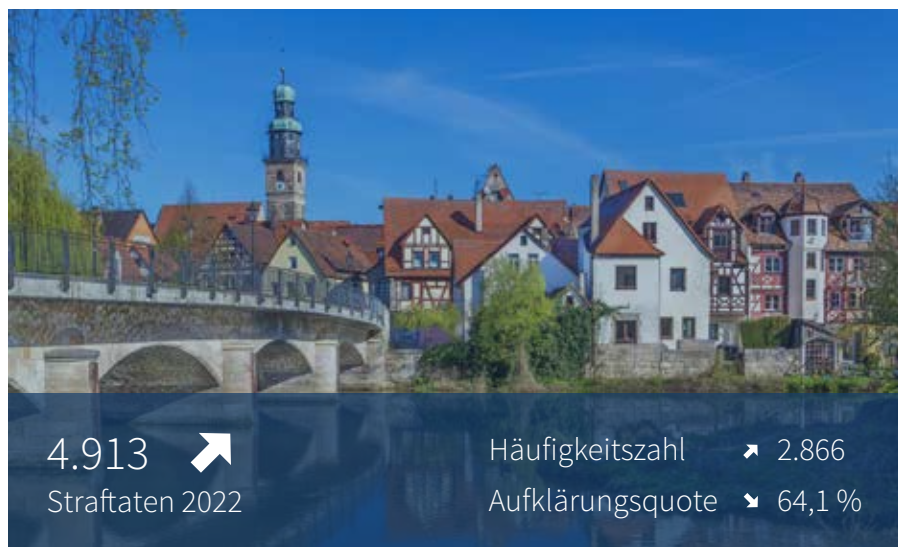 4.913
Straftaten 2022
Häufigkeitszahl 2.866
Aufklärungsquote 64,1 %